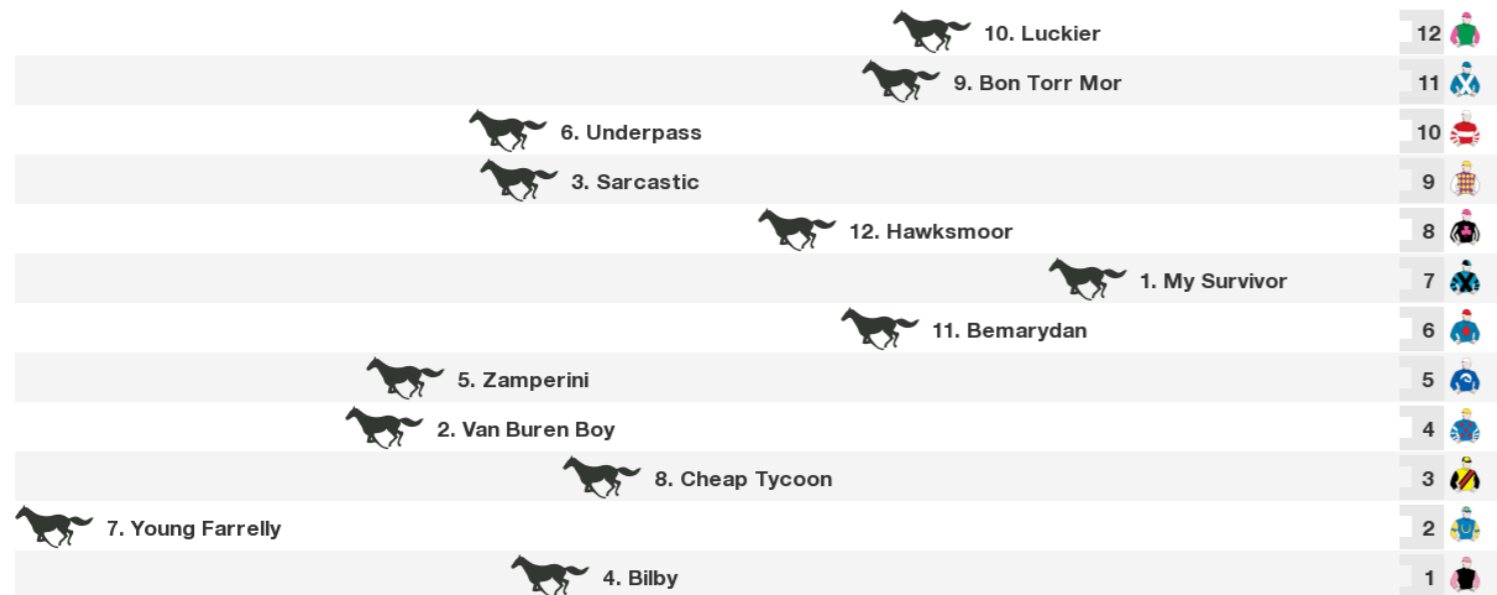 10. Luckier 12
9. Bon Torr Mor 11
6. Underpass 10
3. Sarcastic 9
12. Hawksmoor 8
1. My Survivor 7
11. Bemarydan 6
5. Zamperini 5
2. Van Buren Boy 4
8. Cheap Tycoon 3
7. Young Farrelly 2
4. Bilby 1